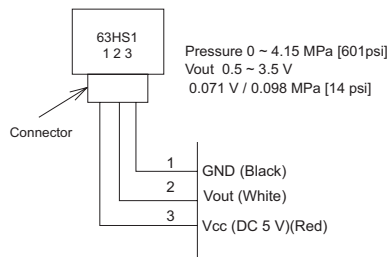 63HS1
1 2 3
Pressure 0 ~ 4.15 MPa [601psi]
Vout 0.5 ~ 3.5 V
0.071 V / 0.098 MPa [14 psi]
Connector
1
GND (Black)
2
Vout (White)
3
Vcc (DC 5 V)(Red)